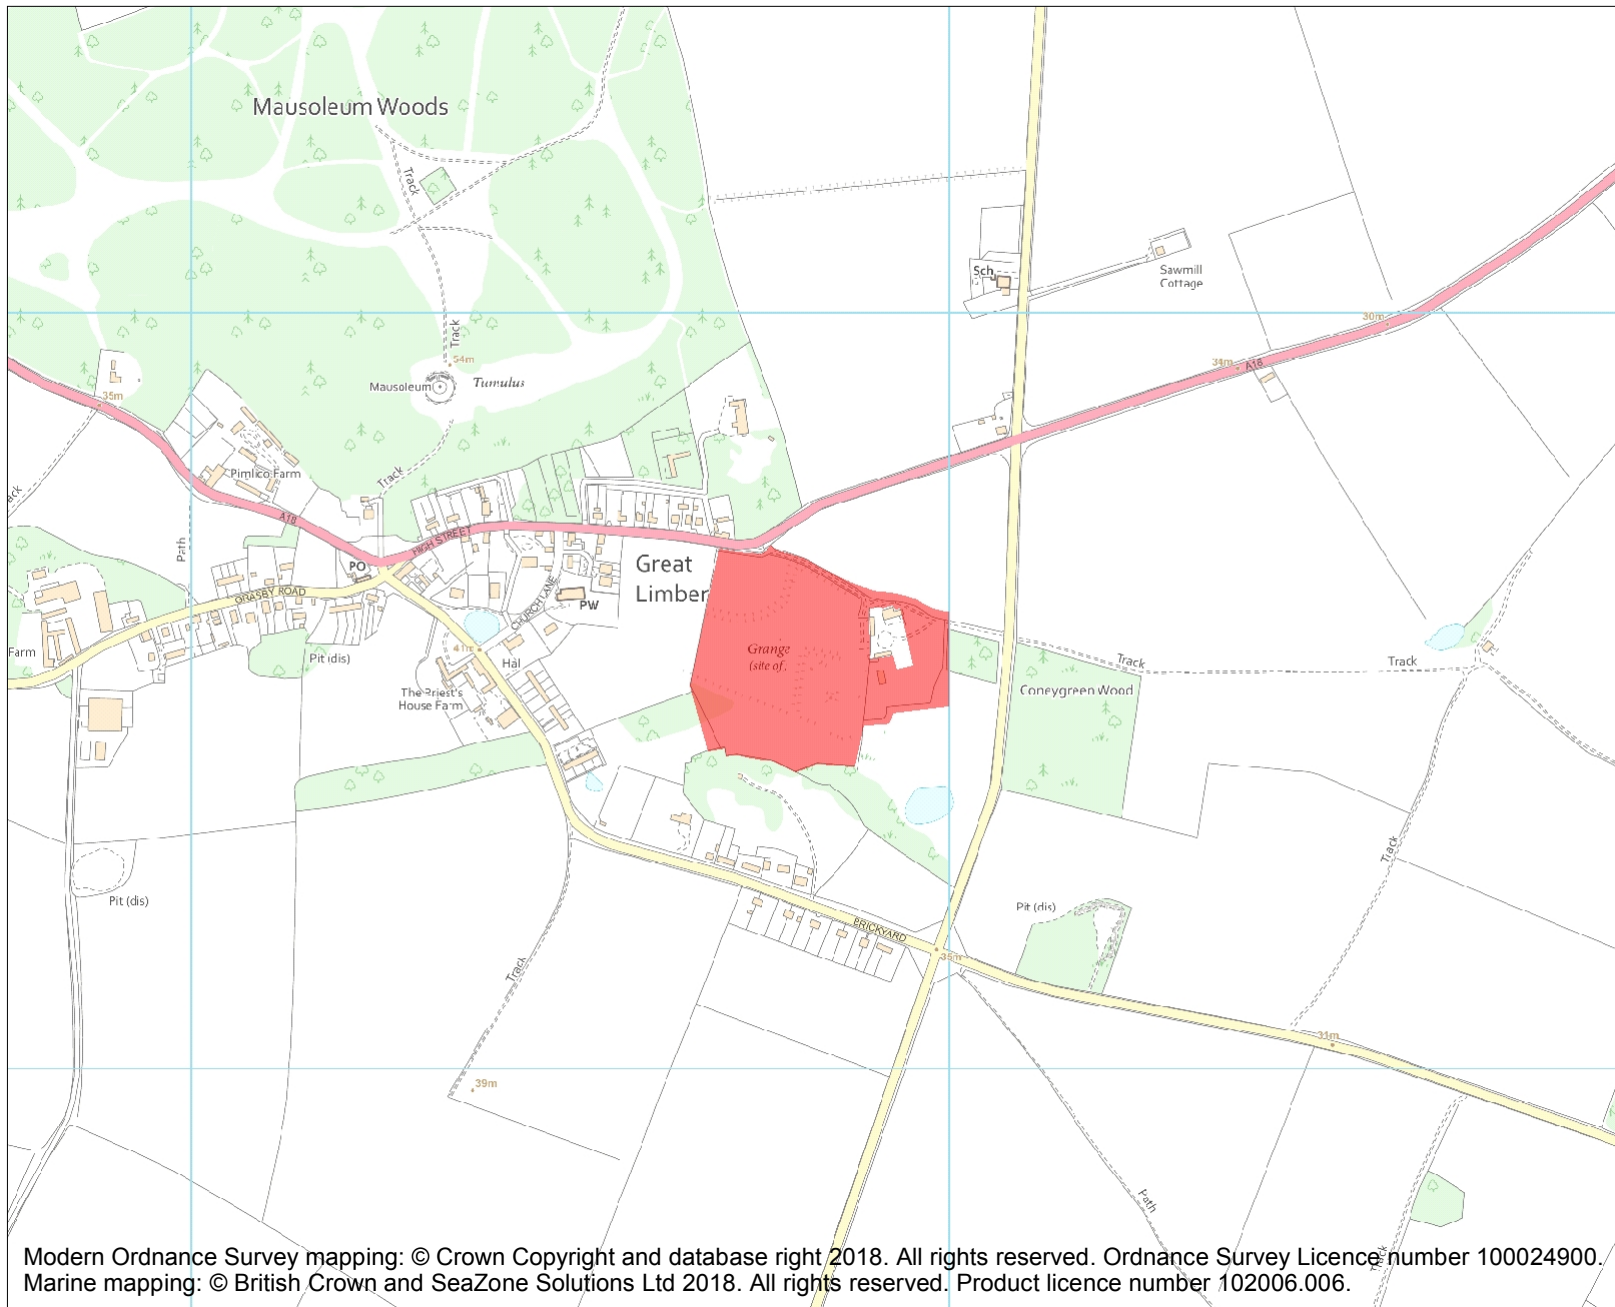 Mausoleum Woods
Track
Sch
Sawmill
Cottage
30m
34m
A18
Track
54m
Mausoleum
Tumulus
35m
Pimlico Farm
Track
A18
HIGH STREET
Path
PO
Great
Limber
GRASBY ROAD
CHURCH LANE
PW
Farm
Pit (dis)
41m
Hal
The Priest's
House Farm
Grange
(site of.
Track
Track
Coneygreen Wood
Track
Pit (dis)
Pit (dis)
BRICKYARD
35m
Track
31m
39m
Path
Track
Modern Ordnance Survey mapping: © Crown Copyright and database right 2018. All rights reserved. Ordnance Survey Licence number 100024900.
Marine mapping: © British Crown and SeaZone Solutions Ltd 2018. All rights reserved. Product licence number 102006.006.